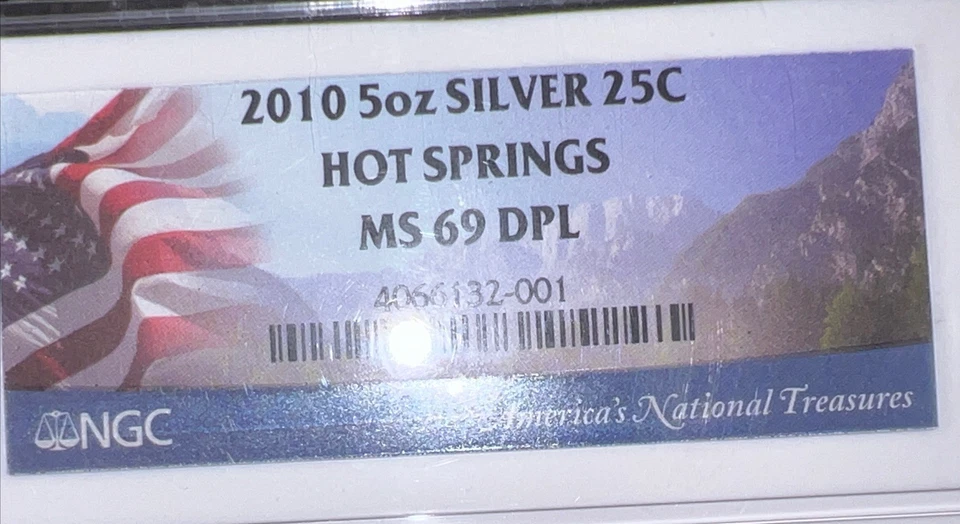 2010 5oz SILVER 25C
HOT SPRINGS
MS 69 DPL
4066132-001
NGC
America's National Treasures